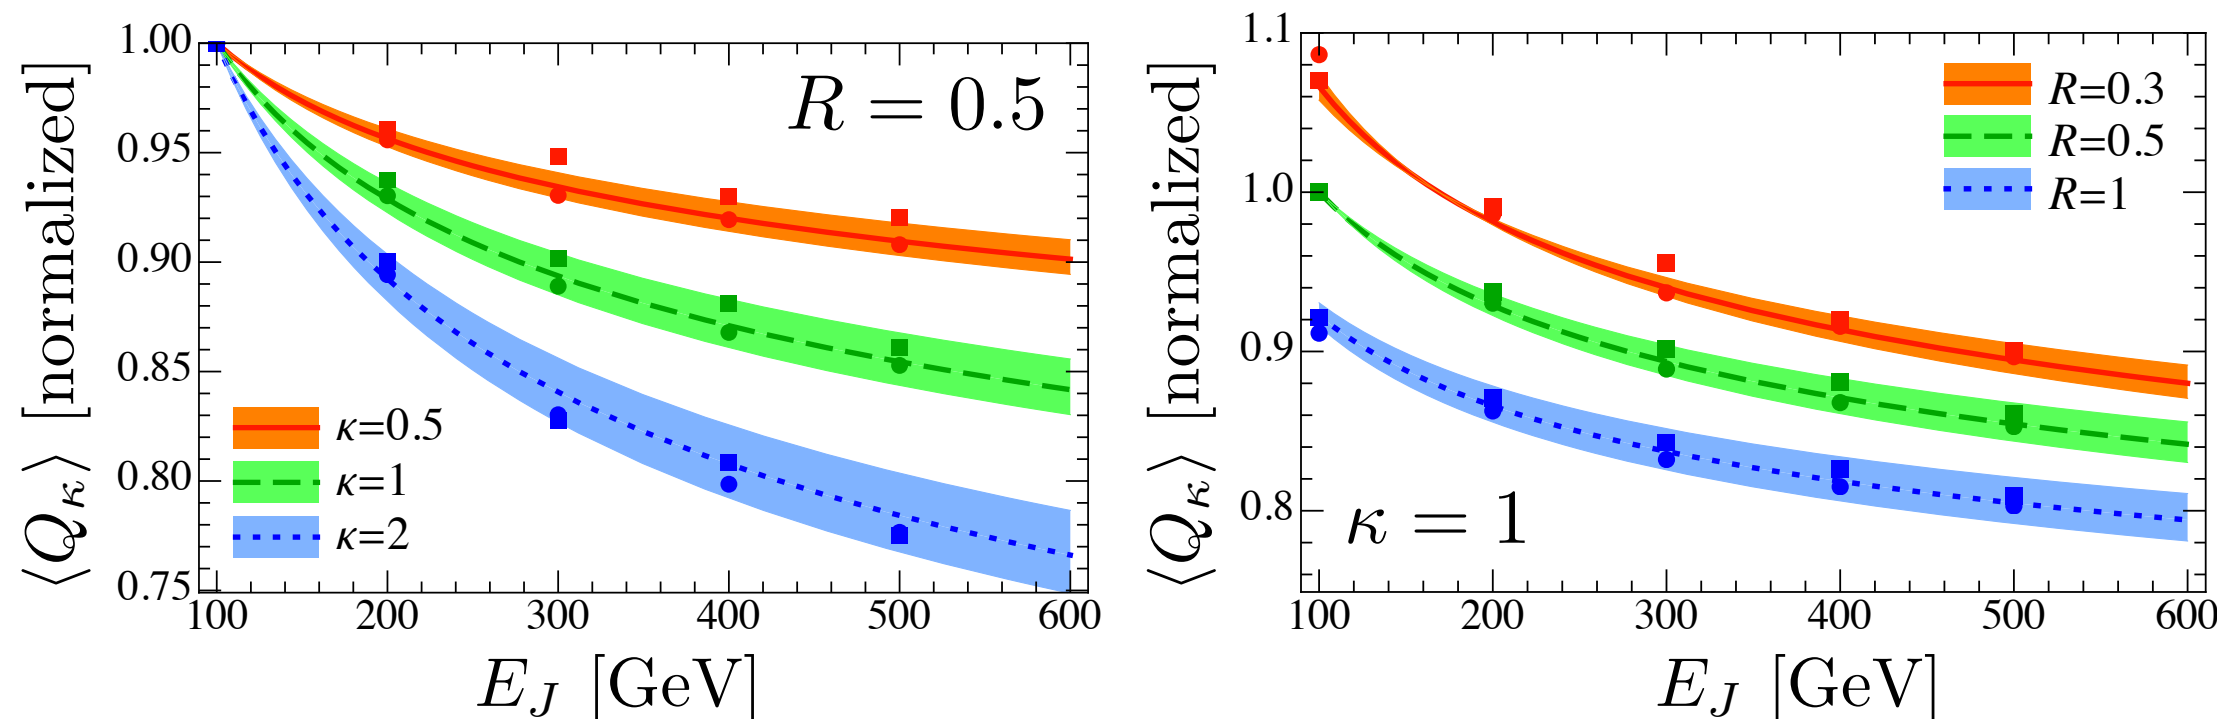 ⟨Qκ⟩ [normalized]
1.00
0.95
0.90
0.85
0.80
0.75
R = 0.5
κ=0.5
κ=1
κ=2
100 200 300 400 500 600
E_J [GeV]
⟨Qκ⟩ [normalized]
1.1
1.0
0.9
0.8
R=0.3
R=0.5
R=1
κ = 1
100 200 300 400 500 600
E_J [GeV]